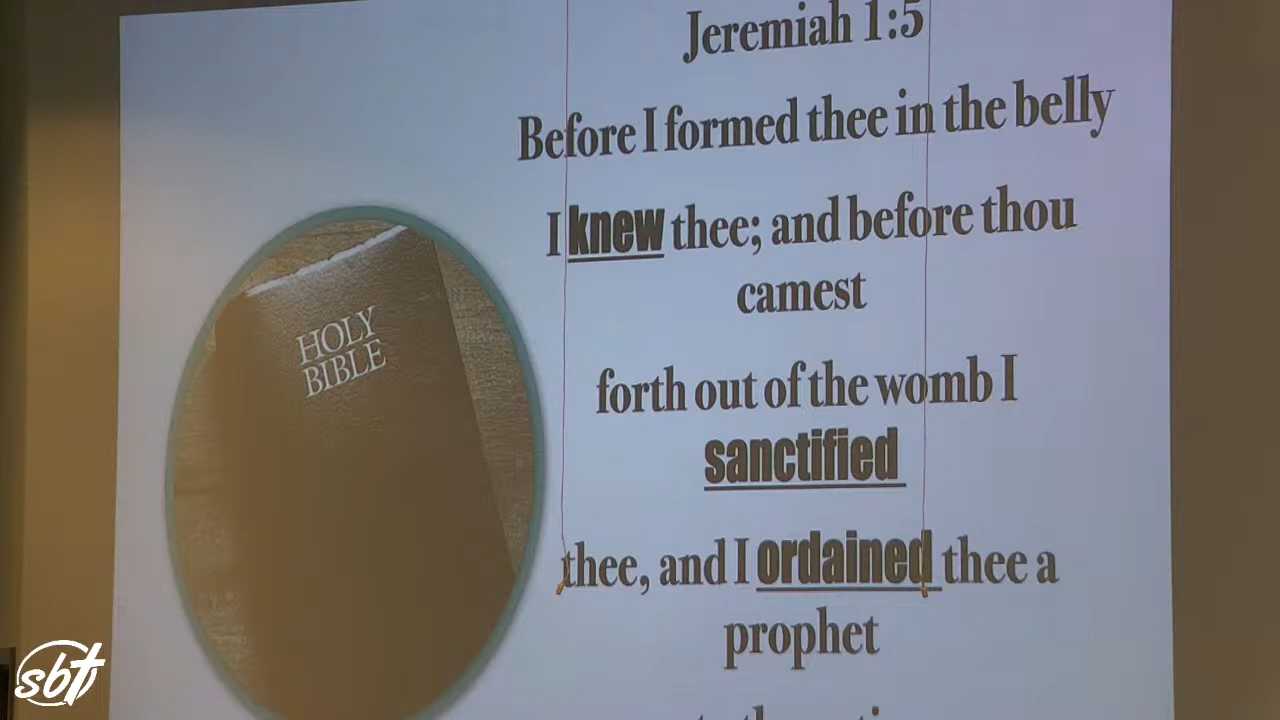 Jeremiah 1:5
Before I formed thee in the belly
I knew thee; and before thou
camest
forth out of the womb I
sanctified
thee, and I ordained thee a
prophet
HOLY
BIBLE
sbt